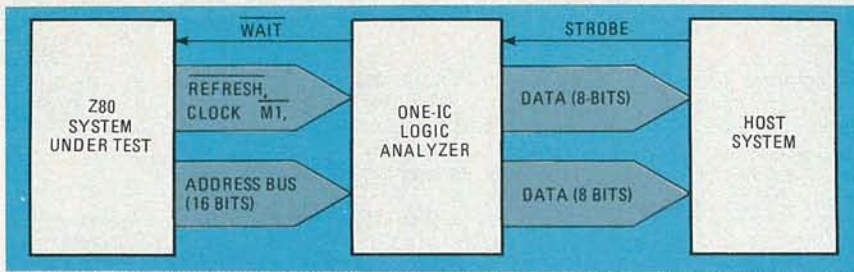 WAIT
STROBE
Z80
SYSTEM
UNDER TEST
REFRESH,
CLOCK M1,
ADDRESS BUS
(16 BITS)
ONE-IC
LOGIC
ANALYZER
DATA (8-BITS)
DATA (8 BITS)
HOST
SYSTEM